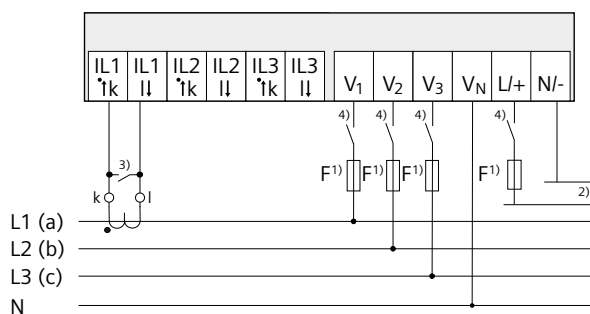 IL1 IL1 IL2 IL2 IL3 IL3
k l k l k l V₁ V₂ V₃ VN L/+ N/-
4) 4) 4) 4)
3) F¹) F¹) F¹) F¹)
k l 2)
L1 (a)
L2 (b)
L3 (c)
N